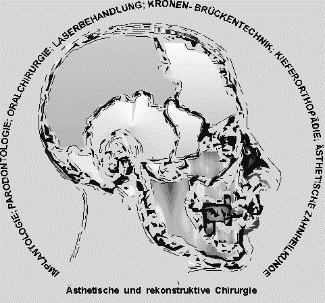 IMPLANTOLOGIE; PARODONTOLOGIE; ORALCHIRURGIE; LASERBEHANDLUNG; KRONEN- BRÜCKENTECHNIK; KIEFERORTHOPÄDIE; ÄSTHETISCHE ZAHNHEILKUNDE
Ästhetische und rekonstruktive Chirurgie